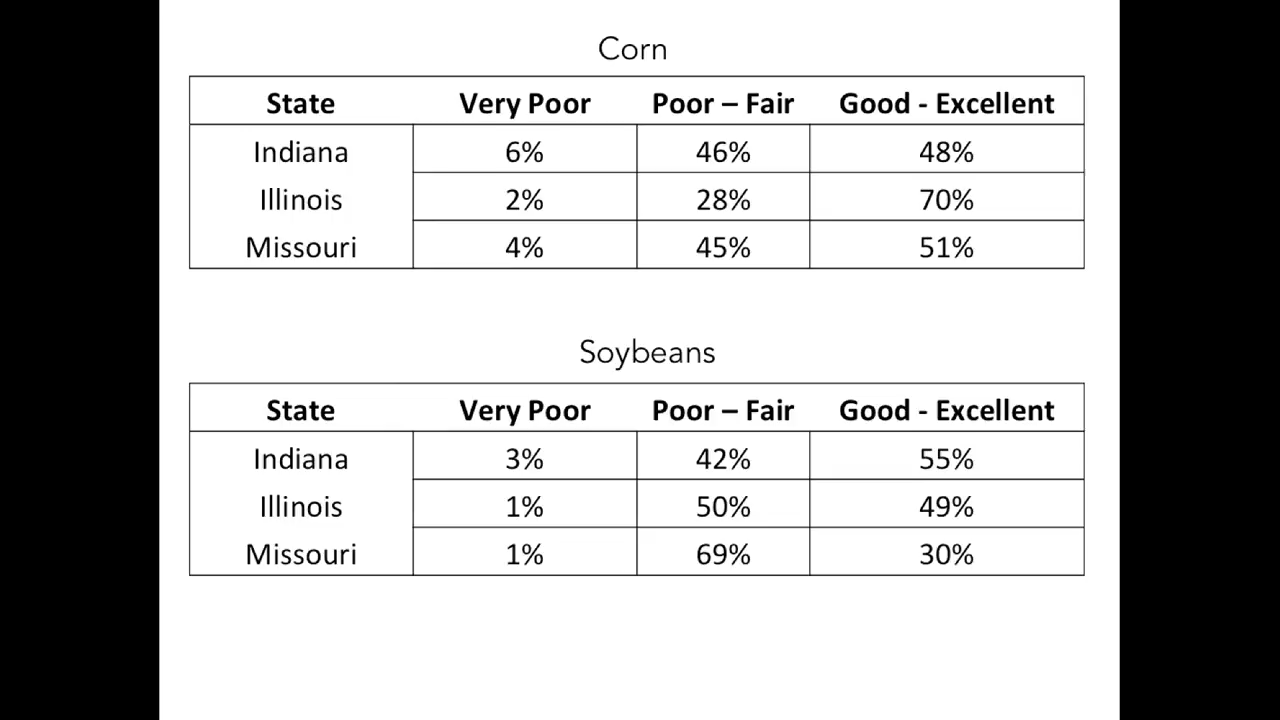 Corn
State Very Poor Poor – Fair Good - Excellent
Indiana 6% 46% 48%
Illinois 2% 28% 70%
Missouri 4% 45% 51%
Soybeans
State Very Poor Poor – Fair Good - Excellent
Indiana 3% 42% 55%
Illinois 1% 50% 49%
Missouri 1% 69% 30%